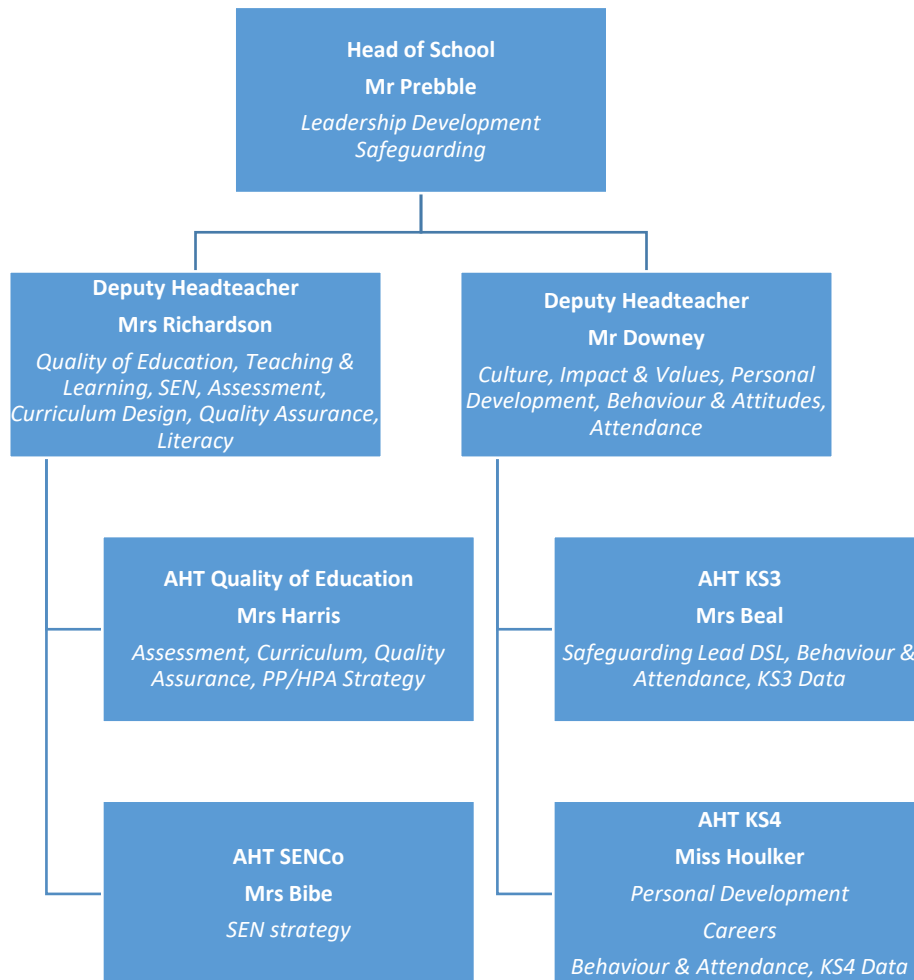 Head of School
Mr Prebble
Leadership Development
Safeguarding
Deputy Headteacher
Mrs Richardson
Quality of Education, Teaching &
Learning, SEN, Assessment,
Curriculum Design, Quality Assurance,
Literacy
Deputy Headteacher
Mr Downey
Culture, Impact & Values, Personal
Development, Behaviour & Attitudes,
Attendance
AHT Quality of Education
Mrs Harris
Assessment, Curriculum, Quality
Assurance, PP/HPA Strategy
AHT KS3
Mrs Beal
Safeguarding Lead DSL, Behaviour &
Attendance, KS3 Data
AHT SENCo
Mrs Bibe
SEN strategy
AHT KS4
Miss Houlker
Personal Development
Careers
Behaviour & Attendance, KS4 Data